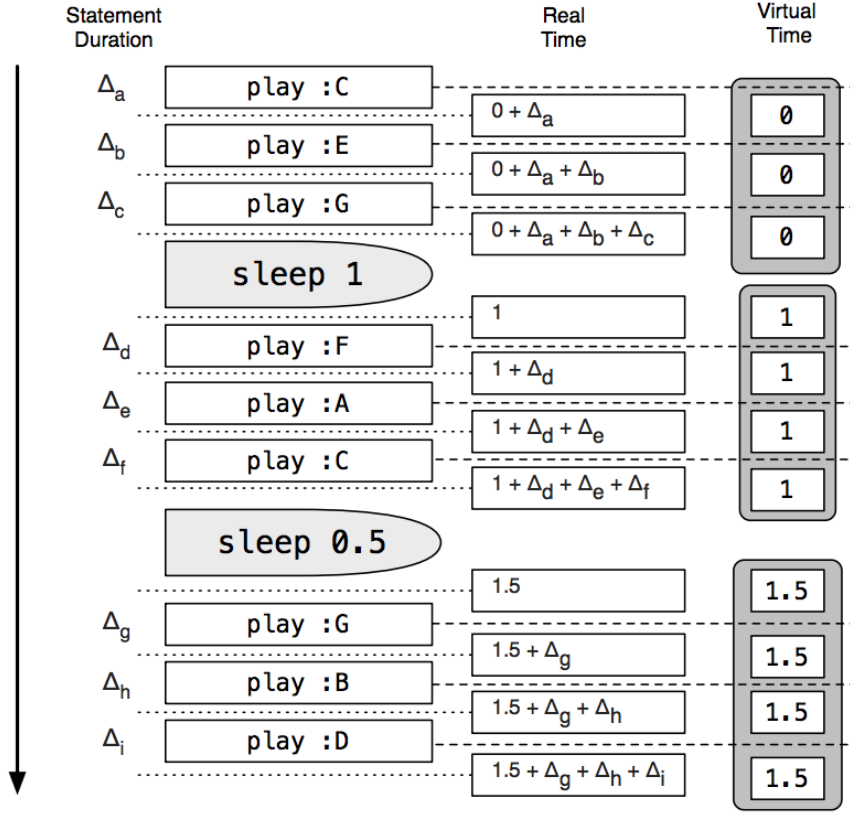 Statement
Duration
Real
Time
Virtual
Time
Δa play :C
0 + Δa 0
Δb play :E
0 + Δa + Δb 0
Δc play :G
0 + Δa + Δb + Δc 0
sleep 1
1 1
Δd play :F
1 + Δd 1
Δe play :A
1 + Δd + Δe 1
Δf play :C
1 + Δd + Δe + Δf 1
sleep 0.5
1.5 1.5
Δg play :G
1.5 + Δg 1.5
Δh play :B
1.5 + Δg + Δh 1.5
Δi play :D
1.5 + Δg + Δh + Δi 1.5